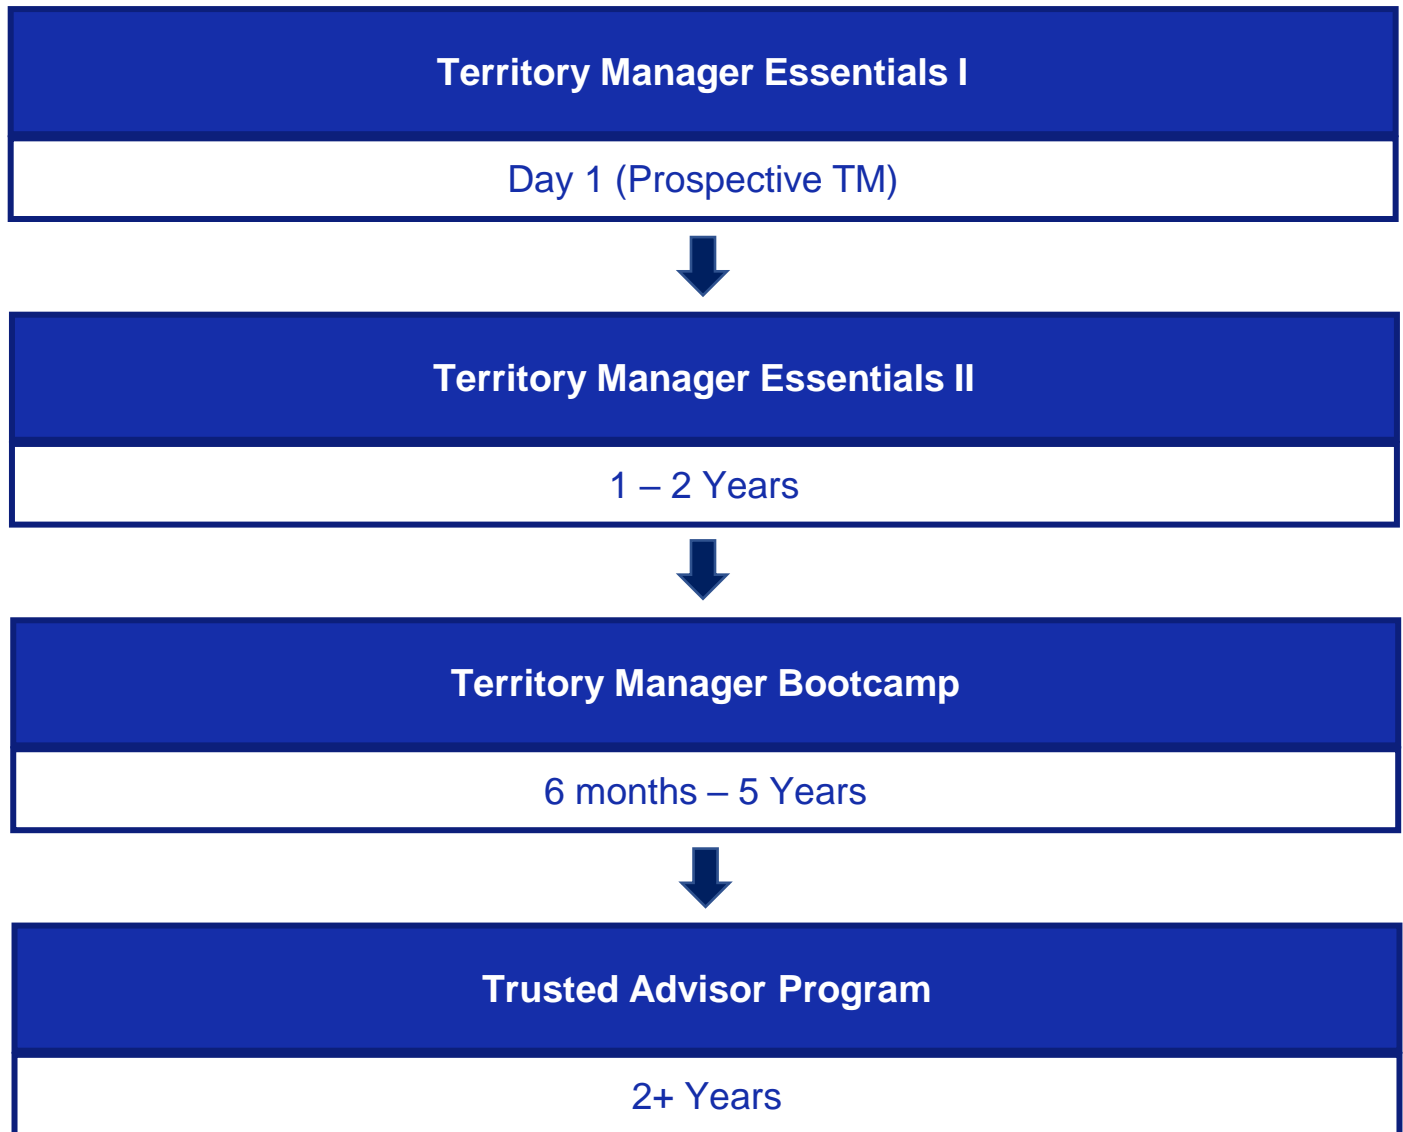 Territory Manager Essentials I
Day 1 (Prospective TM)
Territory Manager Essentials II
1 – 2 Years
Territory Manager Bootcamp
6 months – 5 Years
Trusted Advisor Program
2+ Years